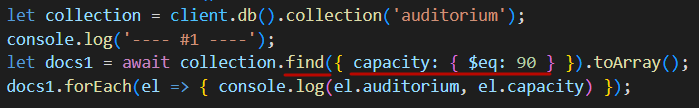 let collection = client.db().collection('auditorium');
console.log('---- #1 ----');
let docs1 = await collection.find({ capacity: { $eq: 90 } }).toArray();
docs1.forEach(el => { console.log(el.auditorium, el.capacity) });